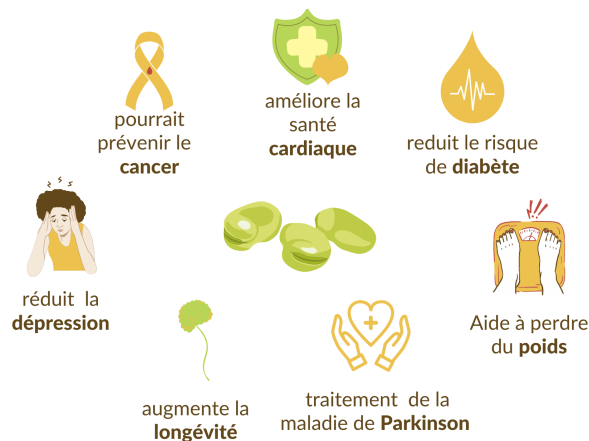 pourrait
prévenir le
cancer
améliore la
santé
cardiaque
reduit le risque
de diabète
réduit la
dépression
Aide à perdre
du poids
augmente la
longévité
traitement de la
maladie de Parkinson